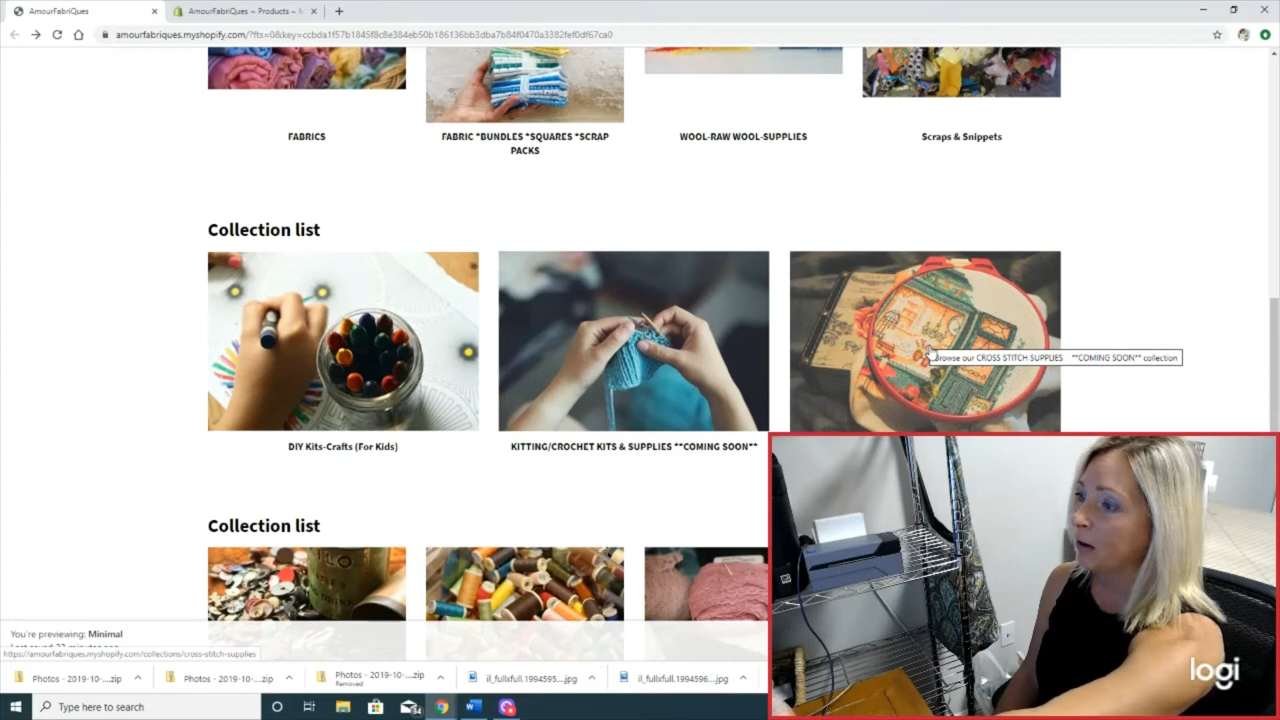 AmourFabriQues
AmourFabriQues ~ Products ~
amourfabriques.myshopify.com/?fts=0&key=ccbda1f57b1845f8c8e384eb50b186136bb3dba7b84f0470a3382fef0df67ca0
FABRICS
FABRIC *BUNDLES *SQUARES *SCRAP
PACKS
WOOL-RAW WOOL-SUPPLIES
Scraps & Snippets
Collection list
Browse our CROSS STITCH SUPPLIES **COMING SOON** collection
DIY Kits-Crafts (For Kids)
KITTING/CROCHET KITS & SUPPLIES **COMING SOON**
Collection list
You're previewing: Minimal
https://amourfabriques.myshopify.com/collections/cross-stitch-supplies
Photos - 2019-10-....zip
Photos - 2019-10-....zip
Photos - 2019-10-....zip
Removed
il_fullxfull.1994595....jpg
il_fullxfull.1994596....jpg
Type here to search
logi